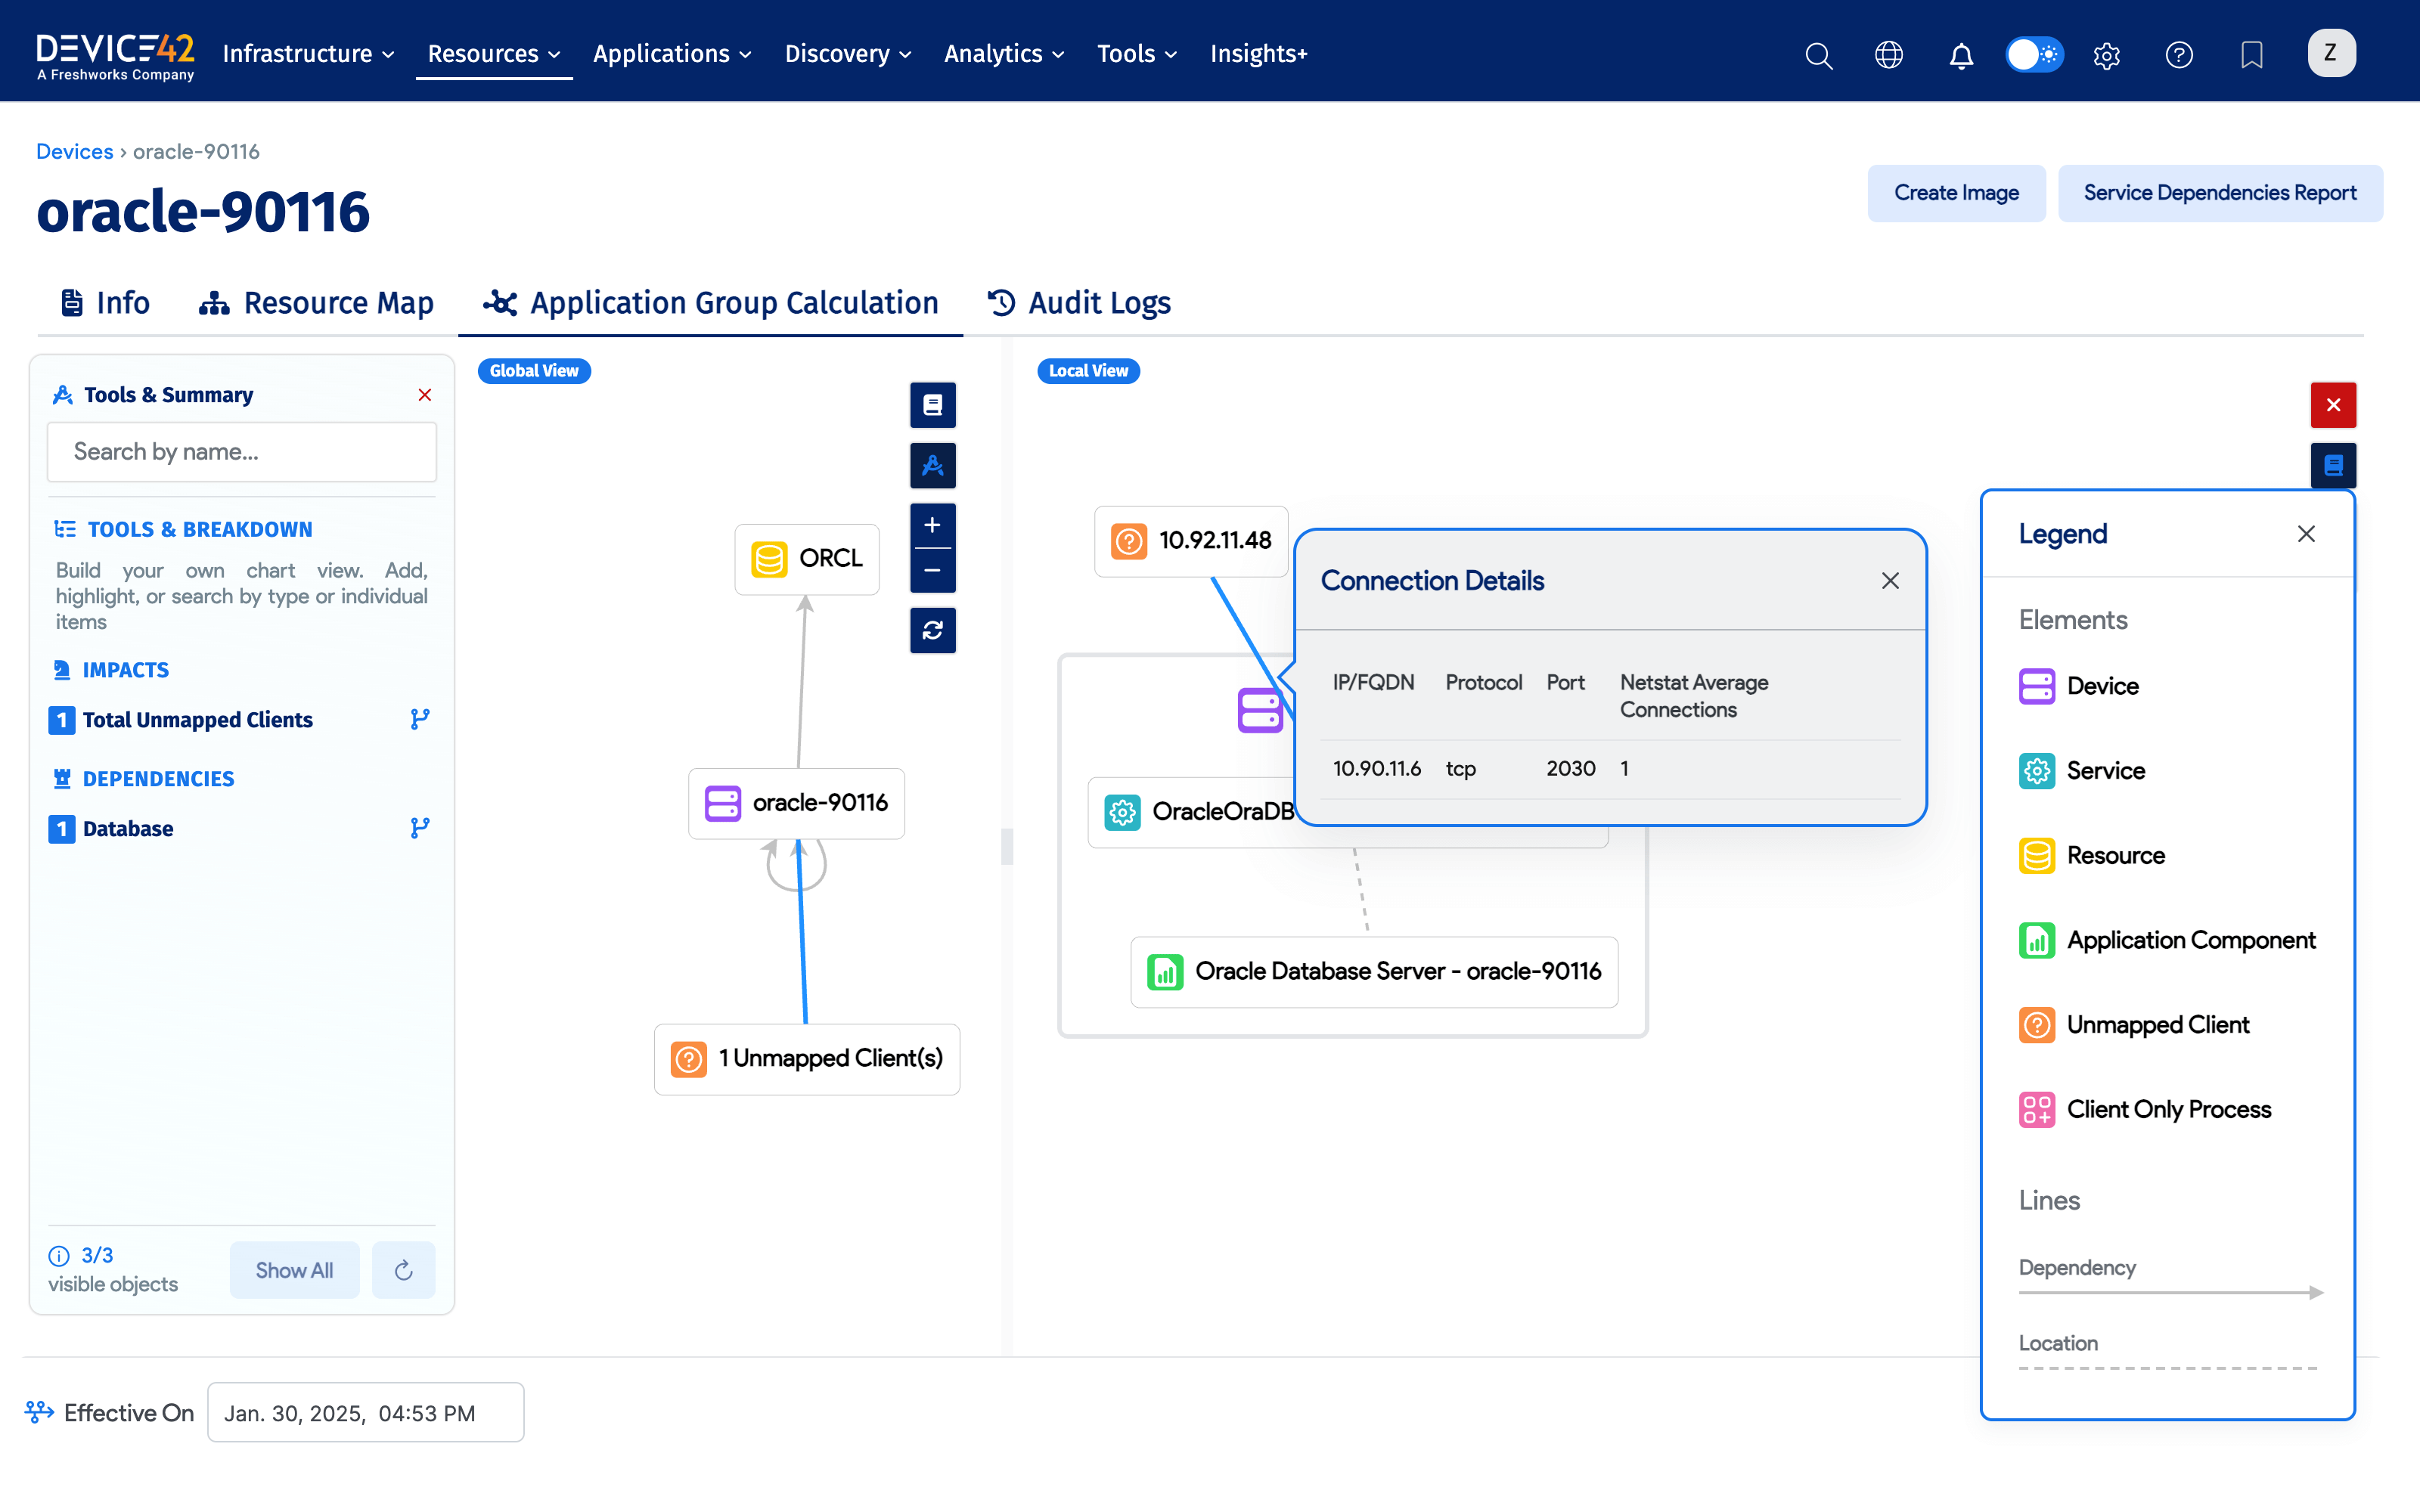 DEVICE42
A Freshworks Company
Infrastructure
Resources
Applications
Discovery
Analytics
Tools
Insights+
Z
Devices › oracle-90116
oracle-90116
Create Image
Service Dependencies Report
Info
Resource Map
Application Group Calculation
Audit Logs
Tools & Summary
Search by name...
TOOLS & BREAKDOWN
Build your own chart view. Add,
highlight, or search by type or individual
items
IMPACTS
1 Total Unmapped Clients
DEPENDENCIES
1 Database
3/3
visible objects
Show All
Global View
ORCL
oracle-90116
1 Unmapped Client(s)
Local View
10.92.11.48
OracleOraDB
Oracle Database Server - oracle-90116
Connection Details
IP/FQDN Protocol Port Netstat Average
Connections
10.90.11.6 tcp 2030 1
Legend
Elements
Device
Service
Resource
Application Component
Unmapped Client
Client Only Process
Lines
Dependency
Location
Effective On
Jan. 30, 2025, 04:53 PM